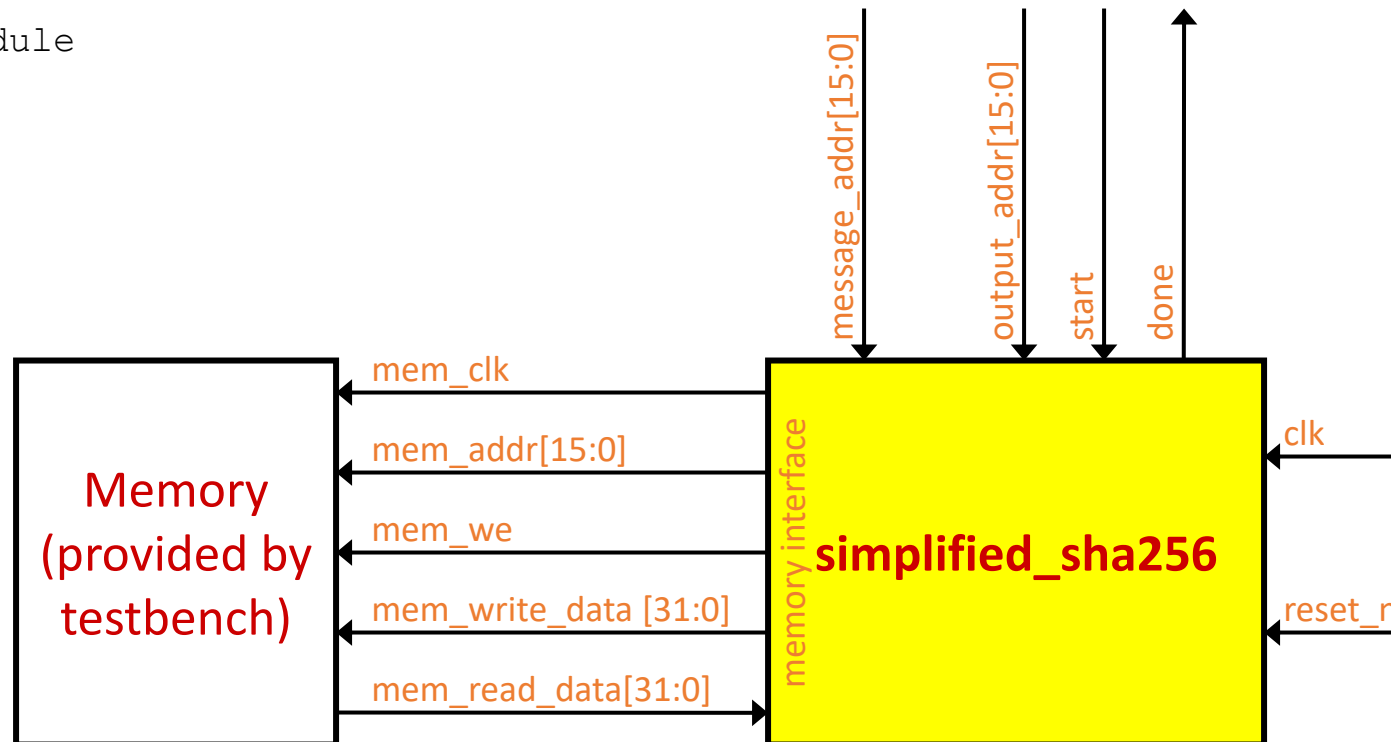 dule
message_addr[15:0]
output_addr[15:0]
start
done
mem_clk
mem_addr[15:0]
mem_we
mem_write_data [31:0]
mem_read_data[31:0]
Memory
(provided by
testbench)
memory interface
simplified_sha256
clk
reset_n